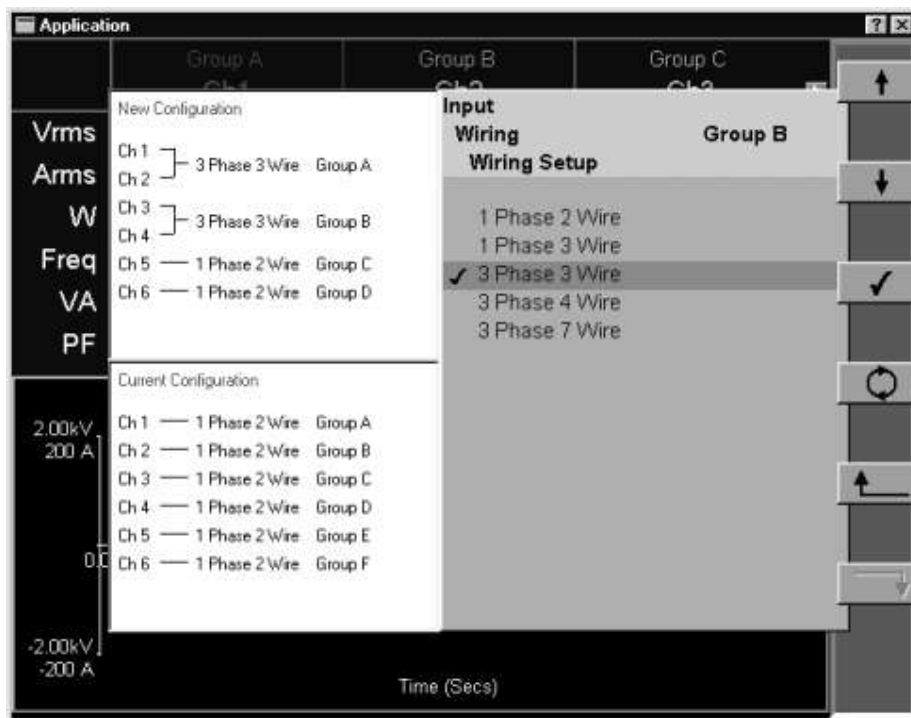 Application
Group A Group B Group C
Ch1 Ch2 Ch3
Vrms
Arms
W
Freq
VA
PF
New Configuration
Ch 1
Ch 2
3 Phase 3 Wire Group A
Ch 3
Ch 4
3 Phase 3 Wire Group B
Ch 5 1 Phase 2 Wire Group C
Ch 6 1 Phase 2 Wire Group D
Current Configuration
Ch 1 1 Phase 2 Wire Group A
Ch 2 1 Phase 2 Wire Group B
Ch 3 1 Phase 2 Wire Group C
Ch 4 1 Phase 2 Wire Group D
Ch 5 1 Phase 2 Wire Group E
Ch 6 1 Phase 2 Wire Group F
Input
Wiring Group B
Wiring Setup
1 Phase 2 Wire
1 Phase 3 Wire
3 Phase 3 Wire
3 Phase 4 Wire
3 Phase 7 Wire
2.00kV
200 A
-2.00kV
-200 A
Time (Secs)